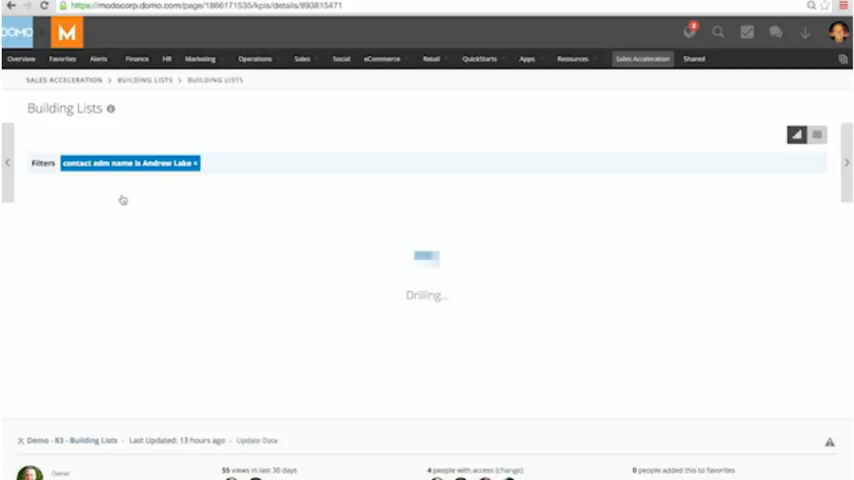 https://modocorp.domo.com/page/1866171535/kpis/details/893815471
DOMO M 2
Overview Favorites Alerts Finance HR Marketing Operations Sales Social eCommerce Retail QuickStarts Apps Resources Sales Acceleration Shared
SALES ACCELERATION > BUILDING LISTS > BUILDING LISTS
Building Lists
Filters contact adm name is Andrew Lake ×
Drilling...
Demo - 83 - Building Lists · Last Updated: 13 hours ago · Update Data
Owner 55 views in last 30 days 4 people with access (change) 0 people added this to favorites